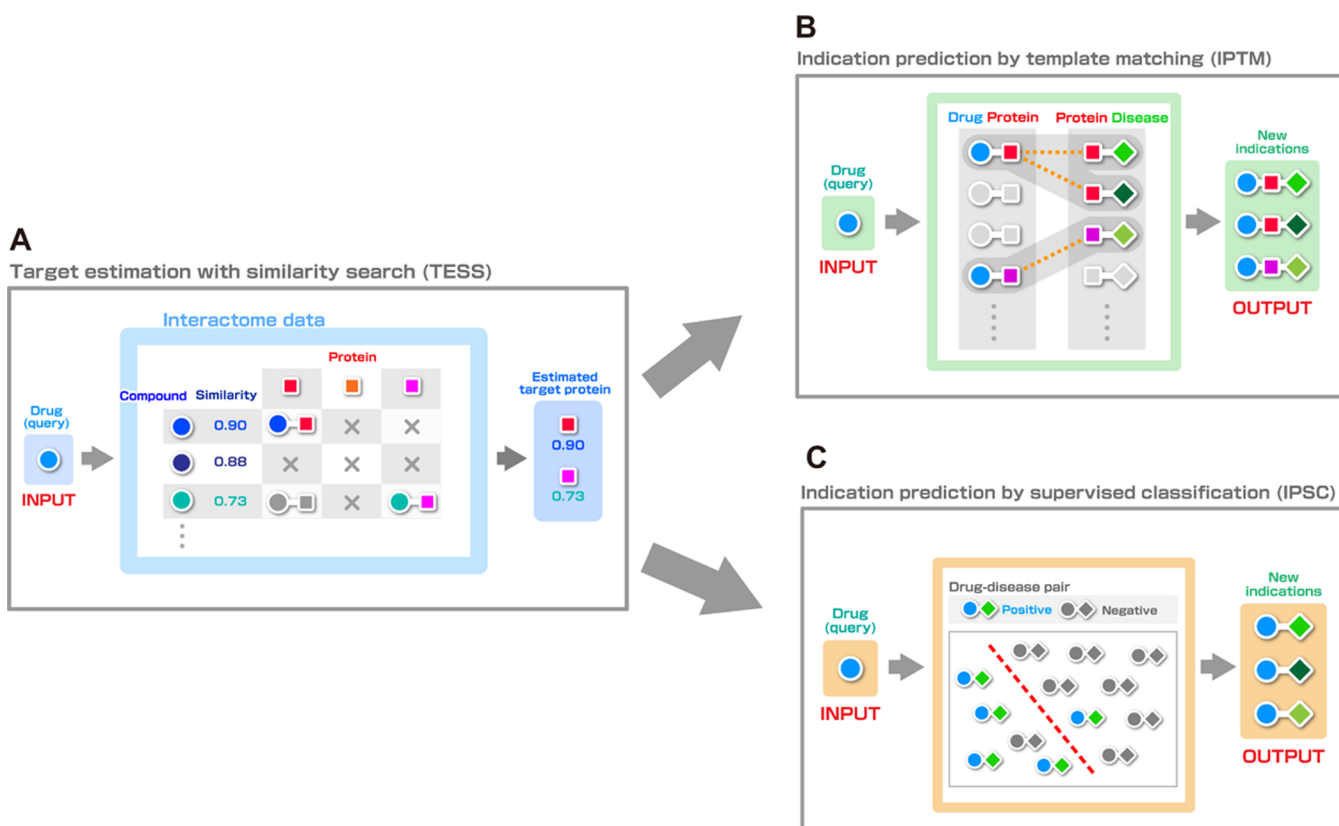 A
Target estimation with similarity search (TESS)
Interactome data
Protein
Compound Similarity
Drug
(query)
INPUT
0.90
0.88
0.73
Estimated
target protein
0.90
0.73
B
Indication prediction by template matching (IPTM)
Drug Protein Protein Disease
Drug
(query)
INPUT
New
indications
OUTPUT
C
Indication prediction by supervised classification (IPSC)
Drug-disease pair
Positive Negative
Drug
(query)
INPUT
New
indications
OUTPUT